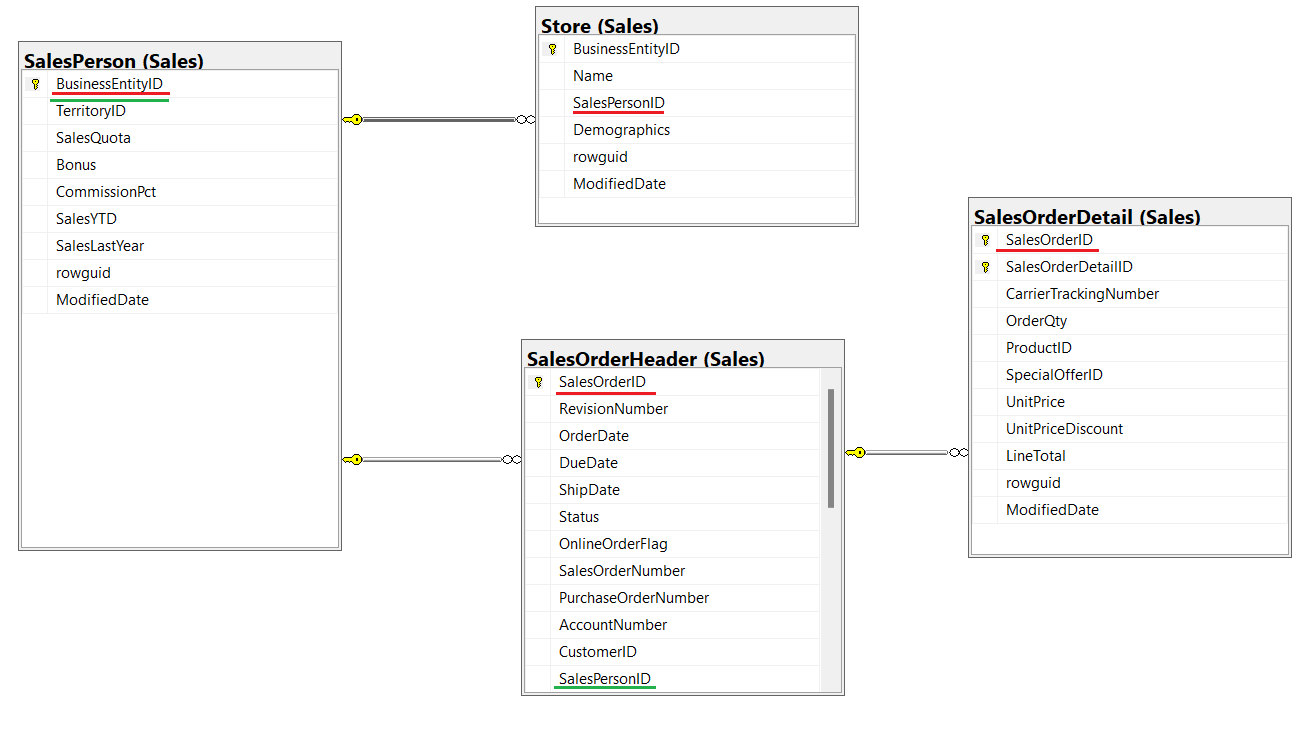 Store (Sales)
BusinessEntityID
Name
SalesPersonID
Demographics
rowguid
ModifiedDate
SalesPerson (Sales)
BusinessEntityID
TerritoryID
SalesQuota
Bonus
CommissionPct
SalesYTD
SalesLastYear
rowguid
ModifiedDate
SalesOrderDetail (Sales)
SalesOrderID
SalesOrderDetailID
CarrierTrackingNumber
OrderQty
ProductID
SpecialOfferID
UnitPrice
UnitPriceDiscount
LineTotal
rowguid
ModifiedDate
SalesOrderHeader (Sales)
SalesOrderID
RevisionNumber
OrderDate
DueDate
ShipDate
Status
OnlineOrderFlag
SalesOrderNumber
PurchaseOrderNumber
AccountNumber
CustomerID
SalesPersonID